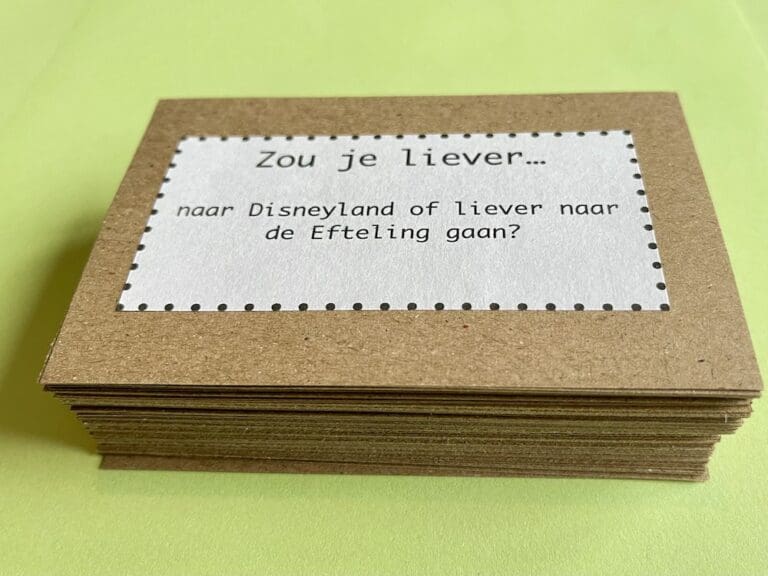 Zou je liever…
naar Disneyland of liever naar
de Efteling gaan?